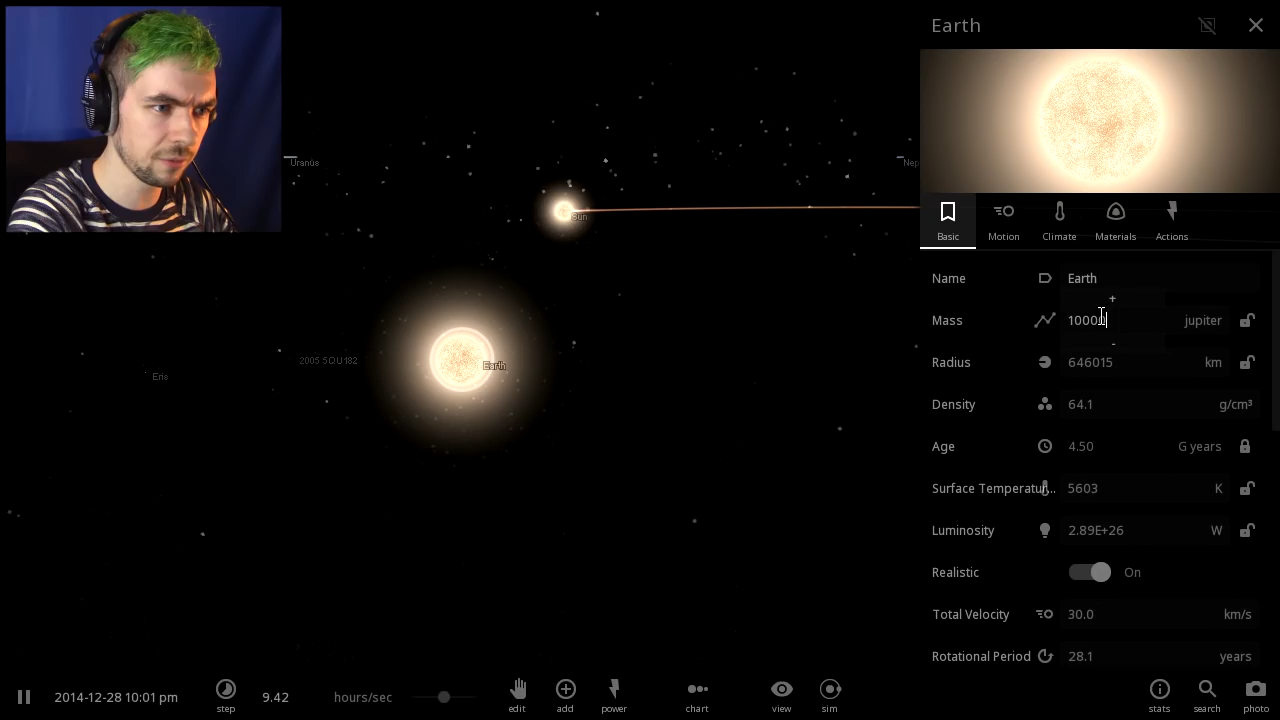 Earth
Uranus
Nep
Sun
2005 SQU182
Earth
Eris
Basic
Motion
Climate
Materials
Actions
Name Earth
+
Mass 10000 jupiter
-
Radius 646015 km
Density 64.1 g/cm³
Age 4.50 G years
Surface Temperatur... 5603 K
Luminosity 2.89E+26 W
Realistic On
Total Velocity 30.0 km/s
Rotational Period 28.1 years
2014-12-28 10:01 pm
step
9.42 hours/sec
edit
add
power
chart
view
sim
stats
search
photo